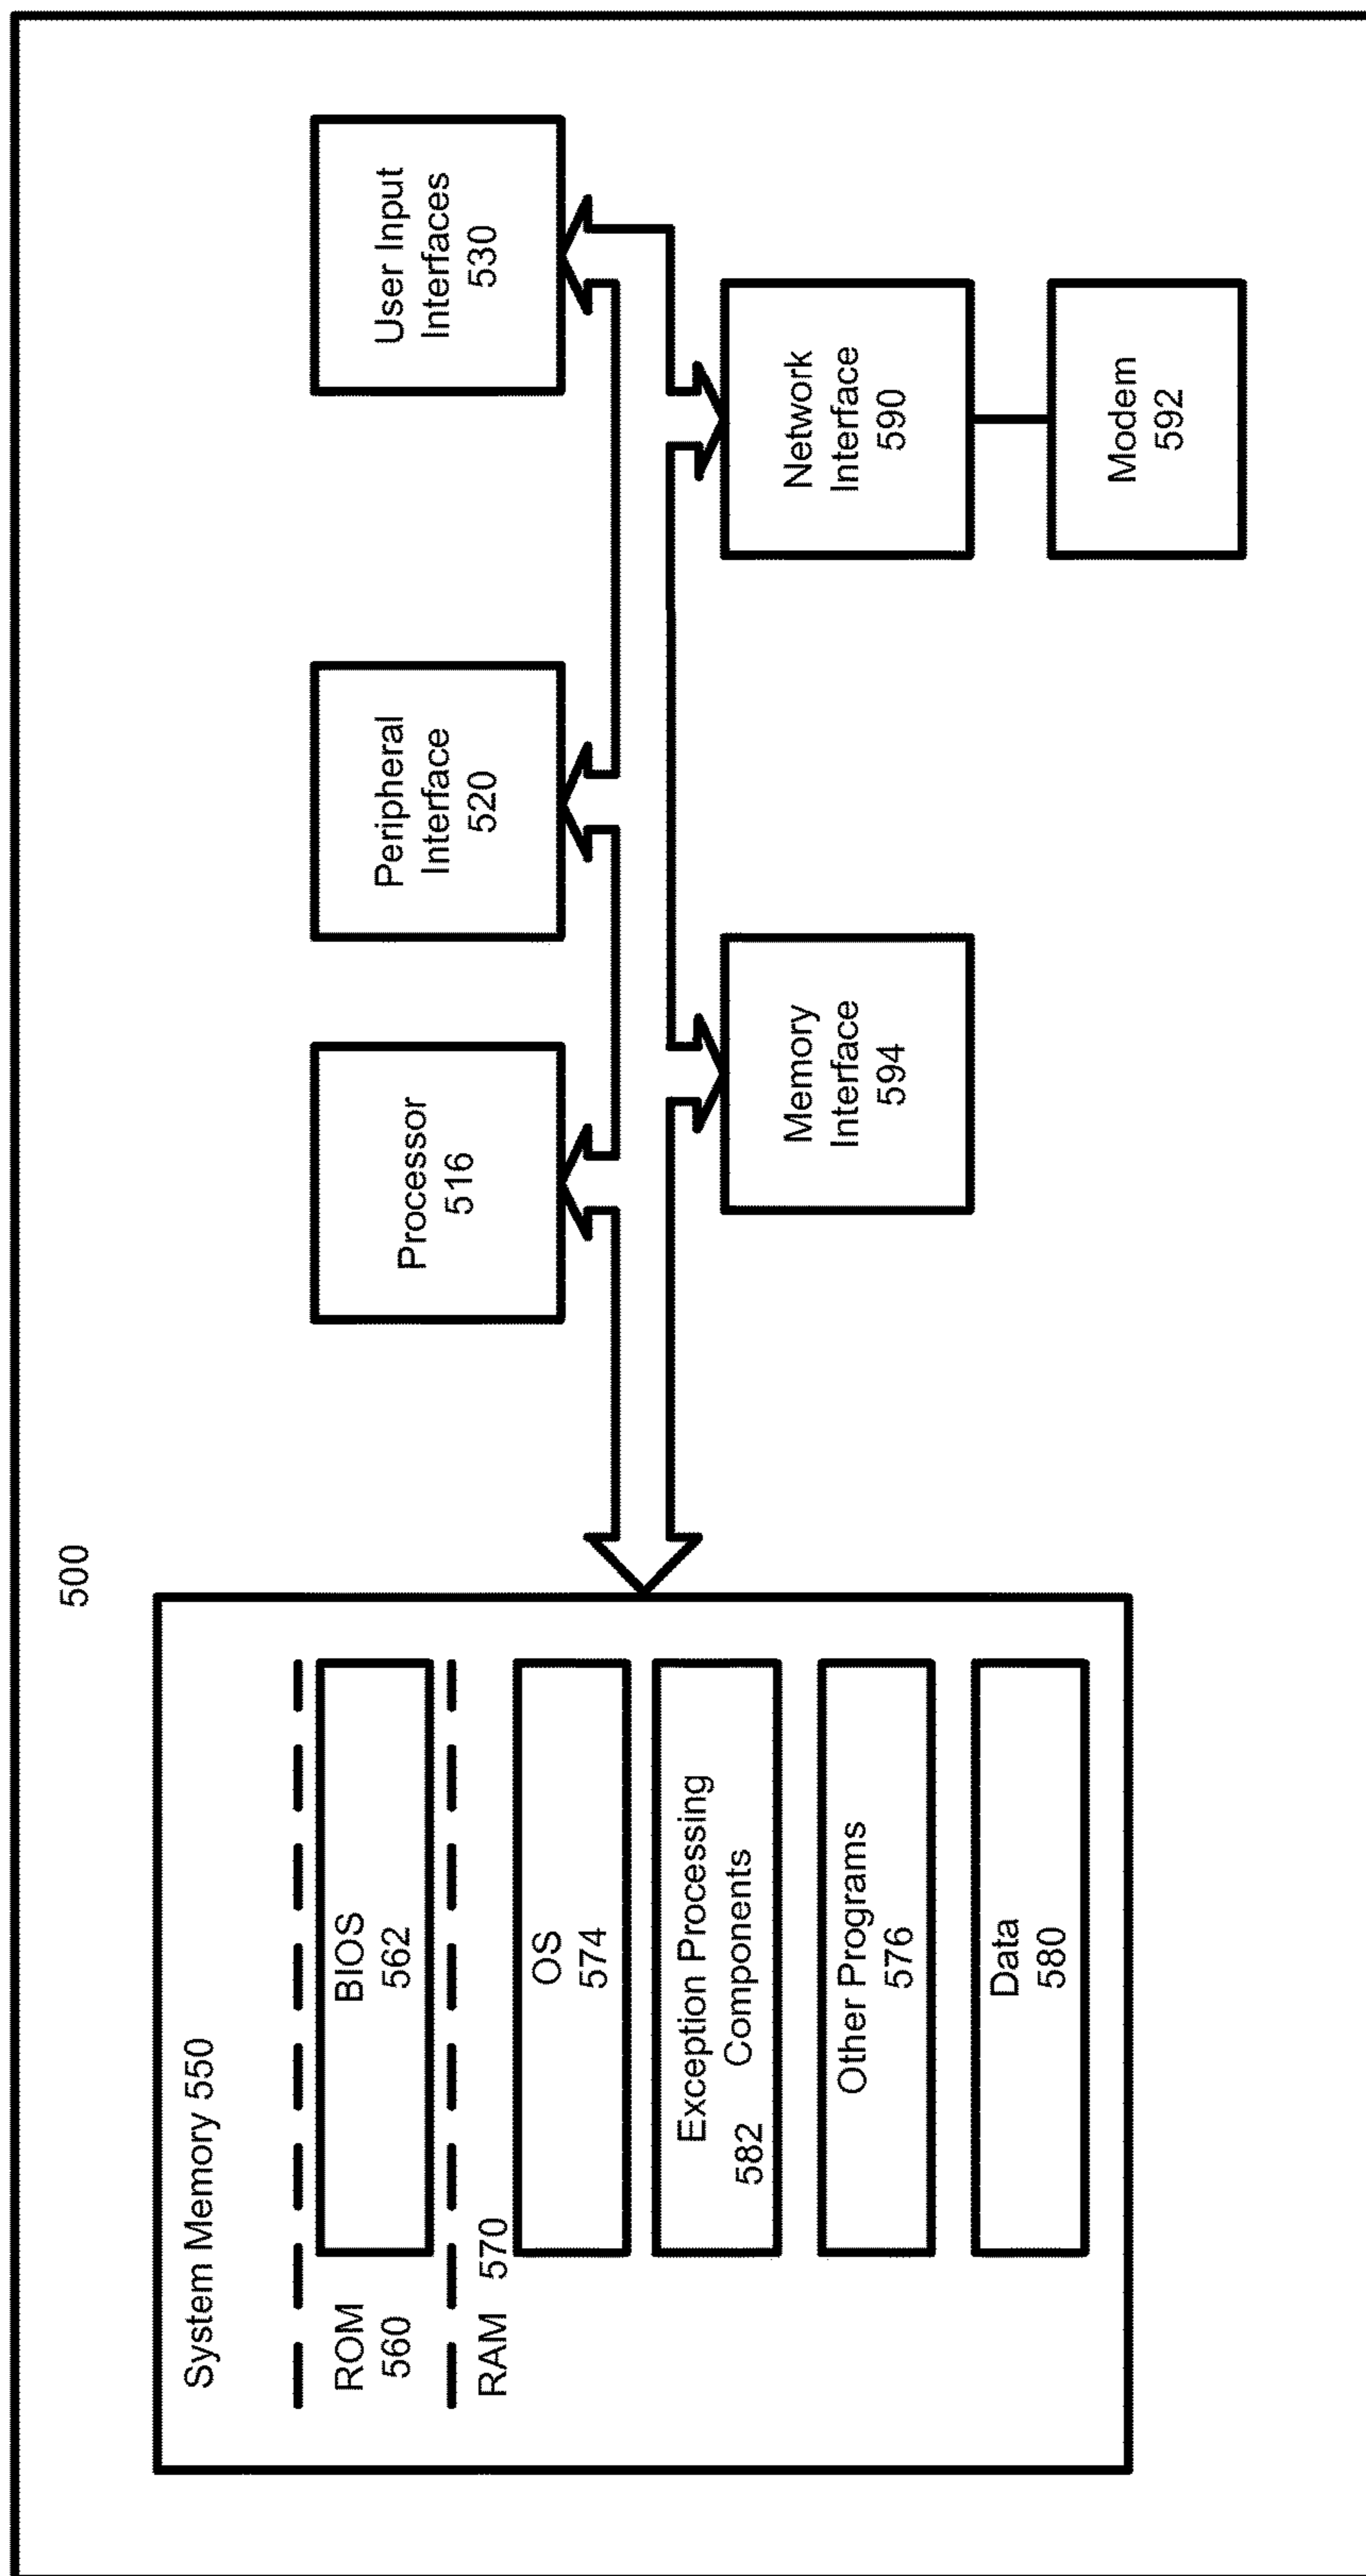 500
System Memory 550
ROM
560
BIOS
562
RAM 570
OS
574
Exception Processing
582 Components
Other Programs
576
Data
580
Processor
516
Peripheral
Interface
520
User Input
Interfaces
530
Memory
Interface
594
Network
Interface
590
Modem
592